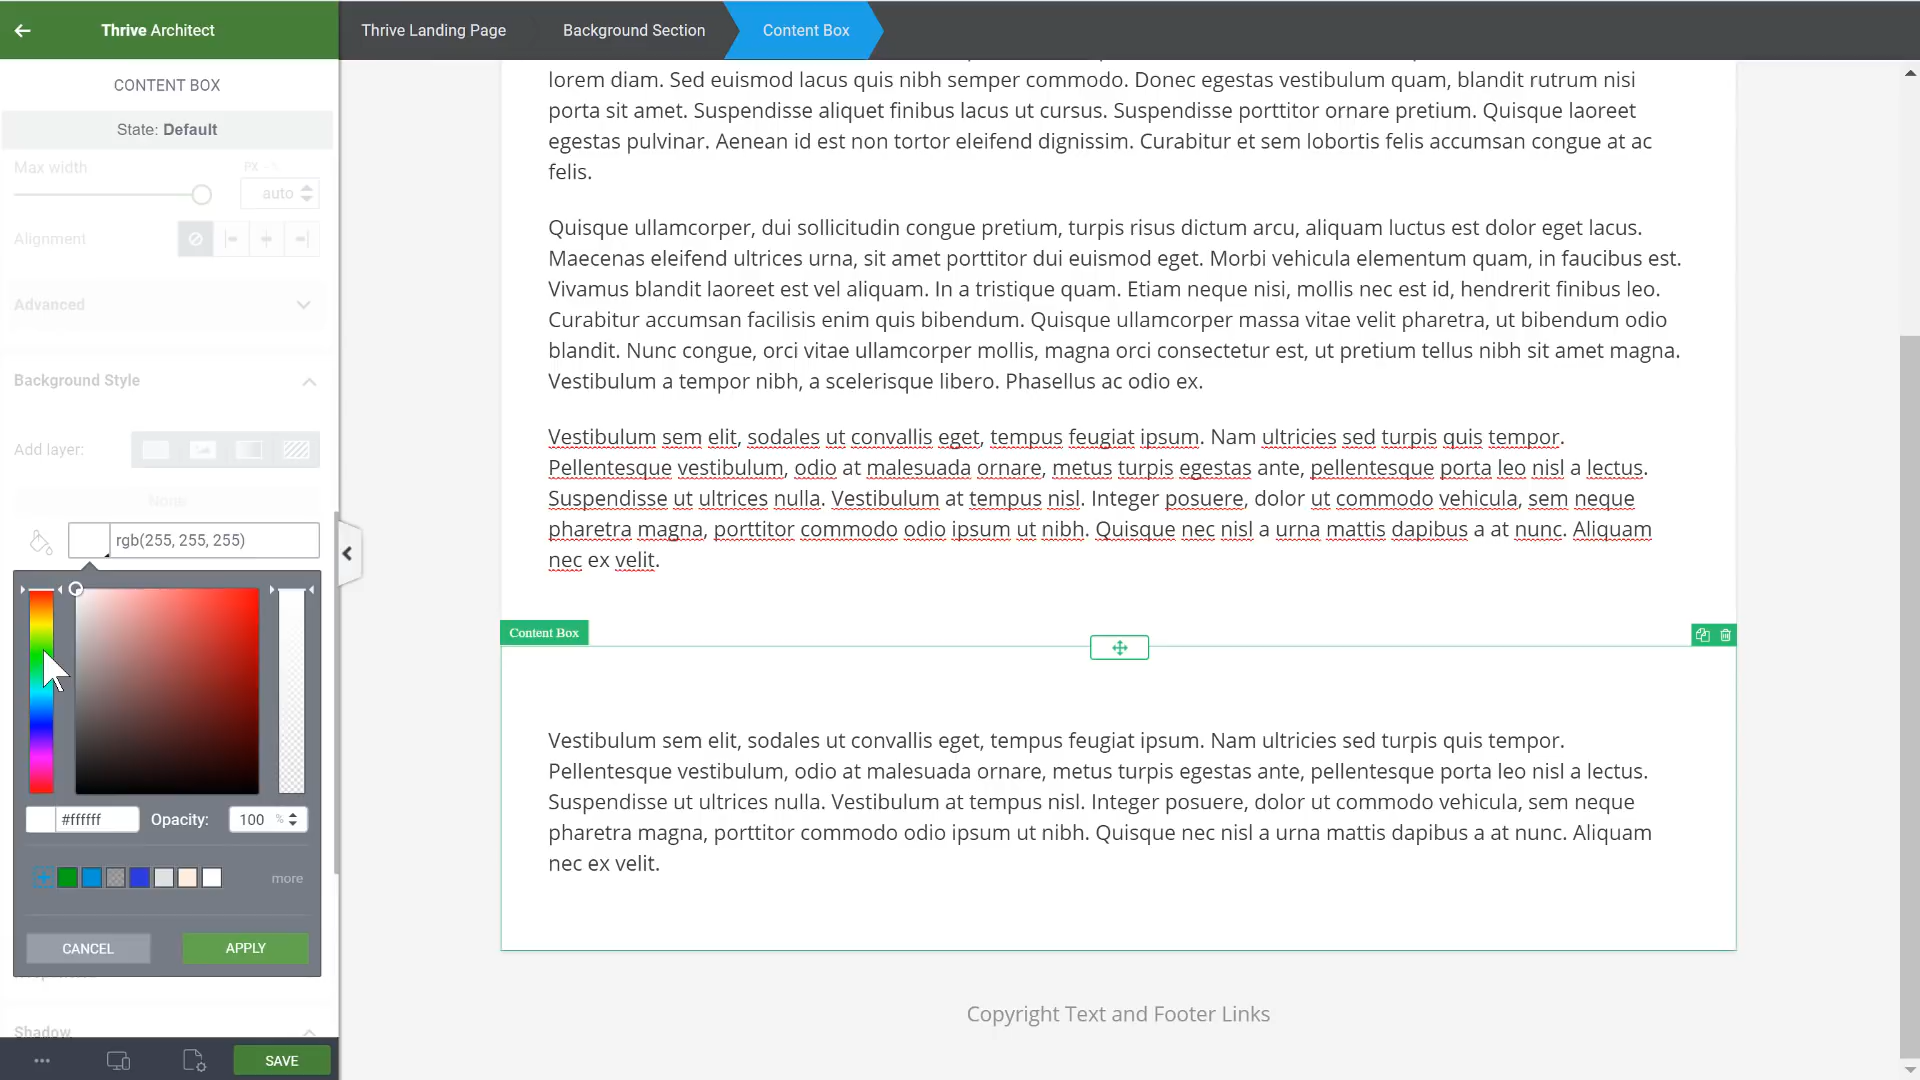 Thrive Architect
Thrive Landing Page
Background Section
Content Box
CONTENT BOX
State: Default
Max width
PX
auto
Alignment
Advanced
Background Style
Add layer:
None
rgb(255, 255, 255)
#ffffff
Opacity:
100 %
more
CANCEL
APPLY
Shadow
SAVE
lorem diam. Sed euismod lacus quis nibh semper commodo. Donec egestas vestibulum quam, blandit rutrum nisi
porta sit amet. Suspendisse aliquet finibus lacus ut cursus. Suspendisse porttitor ornare pretium. Quisque laoreet
egestas pulvinar. Aenean id est non tortor eleifend dignissim. Curabitur et sem lobortis felis accumsan congue at ac
felis.
Quisque ullamcorper, dui sollicitudin congue pretium, turpis risus dictum arcu, aliquam luctus est dolor eget lacus.
Maecenas eleifend ultrices urna, sit amet porttitor dui euismod eget. Morbi vehicula elementum quam, in faucibus est.
Vivamus blandit laoreet est vel aliquam. In a tristique quam. Etiam neque nisi, mollis nec est id, hendrerit finibus leo.
Curabitur accumsan facilisis enim quis bibendum. Quisque ullamcorper massa vitae velit pharetra, ut bibendum odio
blandit. Nunc congue, orci vitae ullamcorper mollis, magna orci consectetur est, ut pretium tellus nibh sit amet magna.
Vestibulum a tempor nibh, a scelerisque libero. Phasellus ac odio ex.
Vestibulum sem elit, sodales ut convallis eget, tempus feugiat ipsum. Nam ultricies sed turpis quis tempor.
Pellentesque vestibulum, odio at malesuada ornare, metus turpis egestas ante, pellentesque porta leo nisl a lectus.
Suspendisse ut ultrices nulla. Vestibulum at tempus nisl. Integer posuere, dolor ut commodo vehicula, sem neque
pharetra magna, porttitor commodo odio ipsum ut nibh. Quisque nec nisl a urna mattis dapibus a at nunc. Aliquam
nec ex velit.
Content Box
Vestibulum sem elit, sodales ut convallis eget, tempus feugiat ipsum. Nam ultricies sed turpis quis tempor.
Pellentesque vestibulum, odio at malesuada ornare, metus turpis egestas ante, pellentesque porta leo nisl a lectus.
Suspendisse ut ultrices nulla. Vestibulum at tempus nisl. Integer posuere, dolor ut commodo vehicula, sem neque
pharetra magna, porttitor commodo odio ipsum ut nibh. Quisque nec nisl a urna mattis dapibus a at nunc. Aliquam
nec ex velit.
Copyright Text and Footer Links